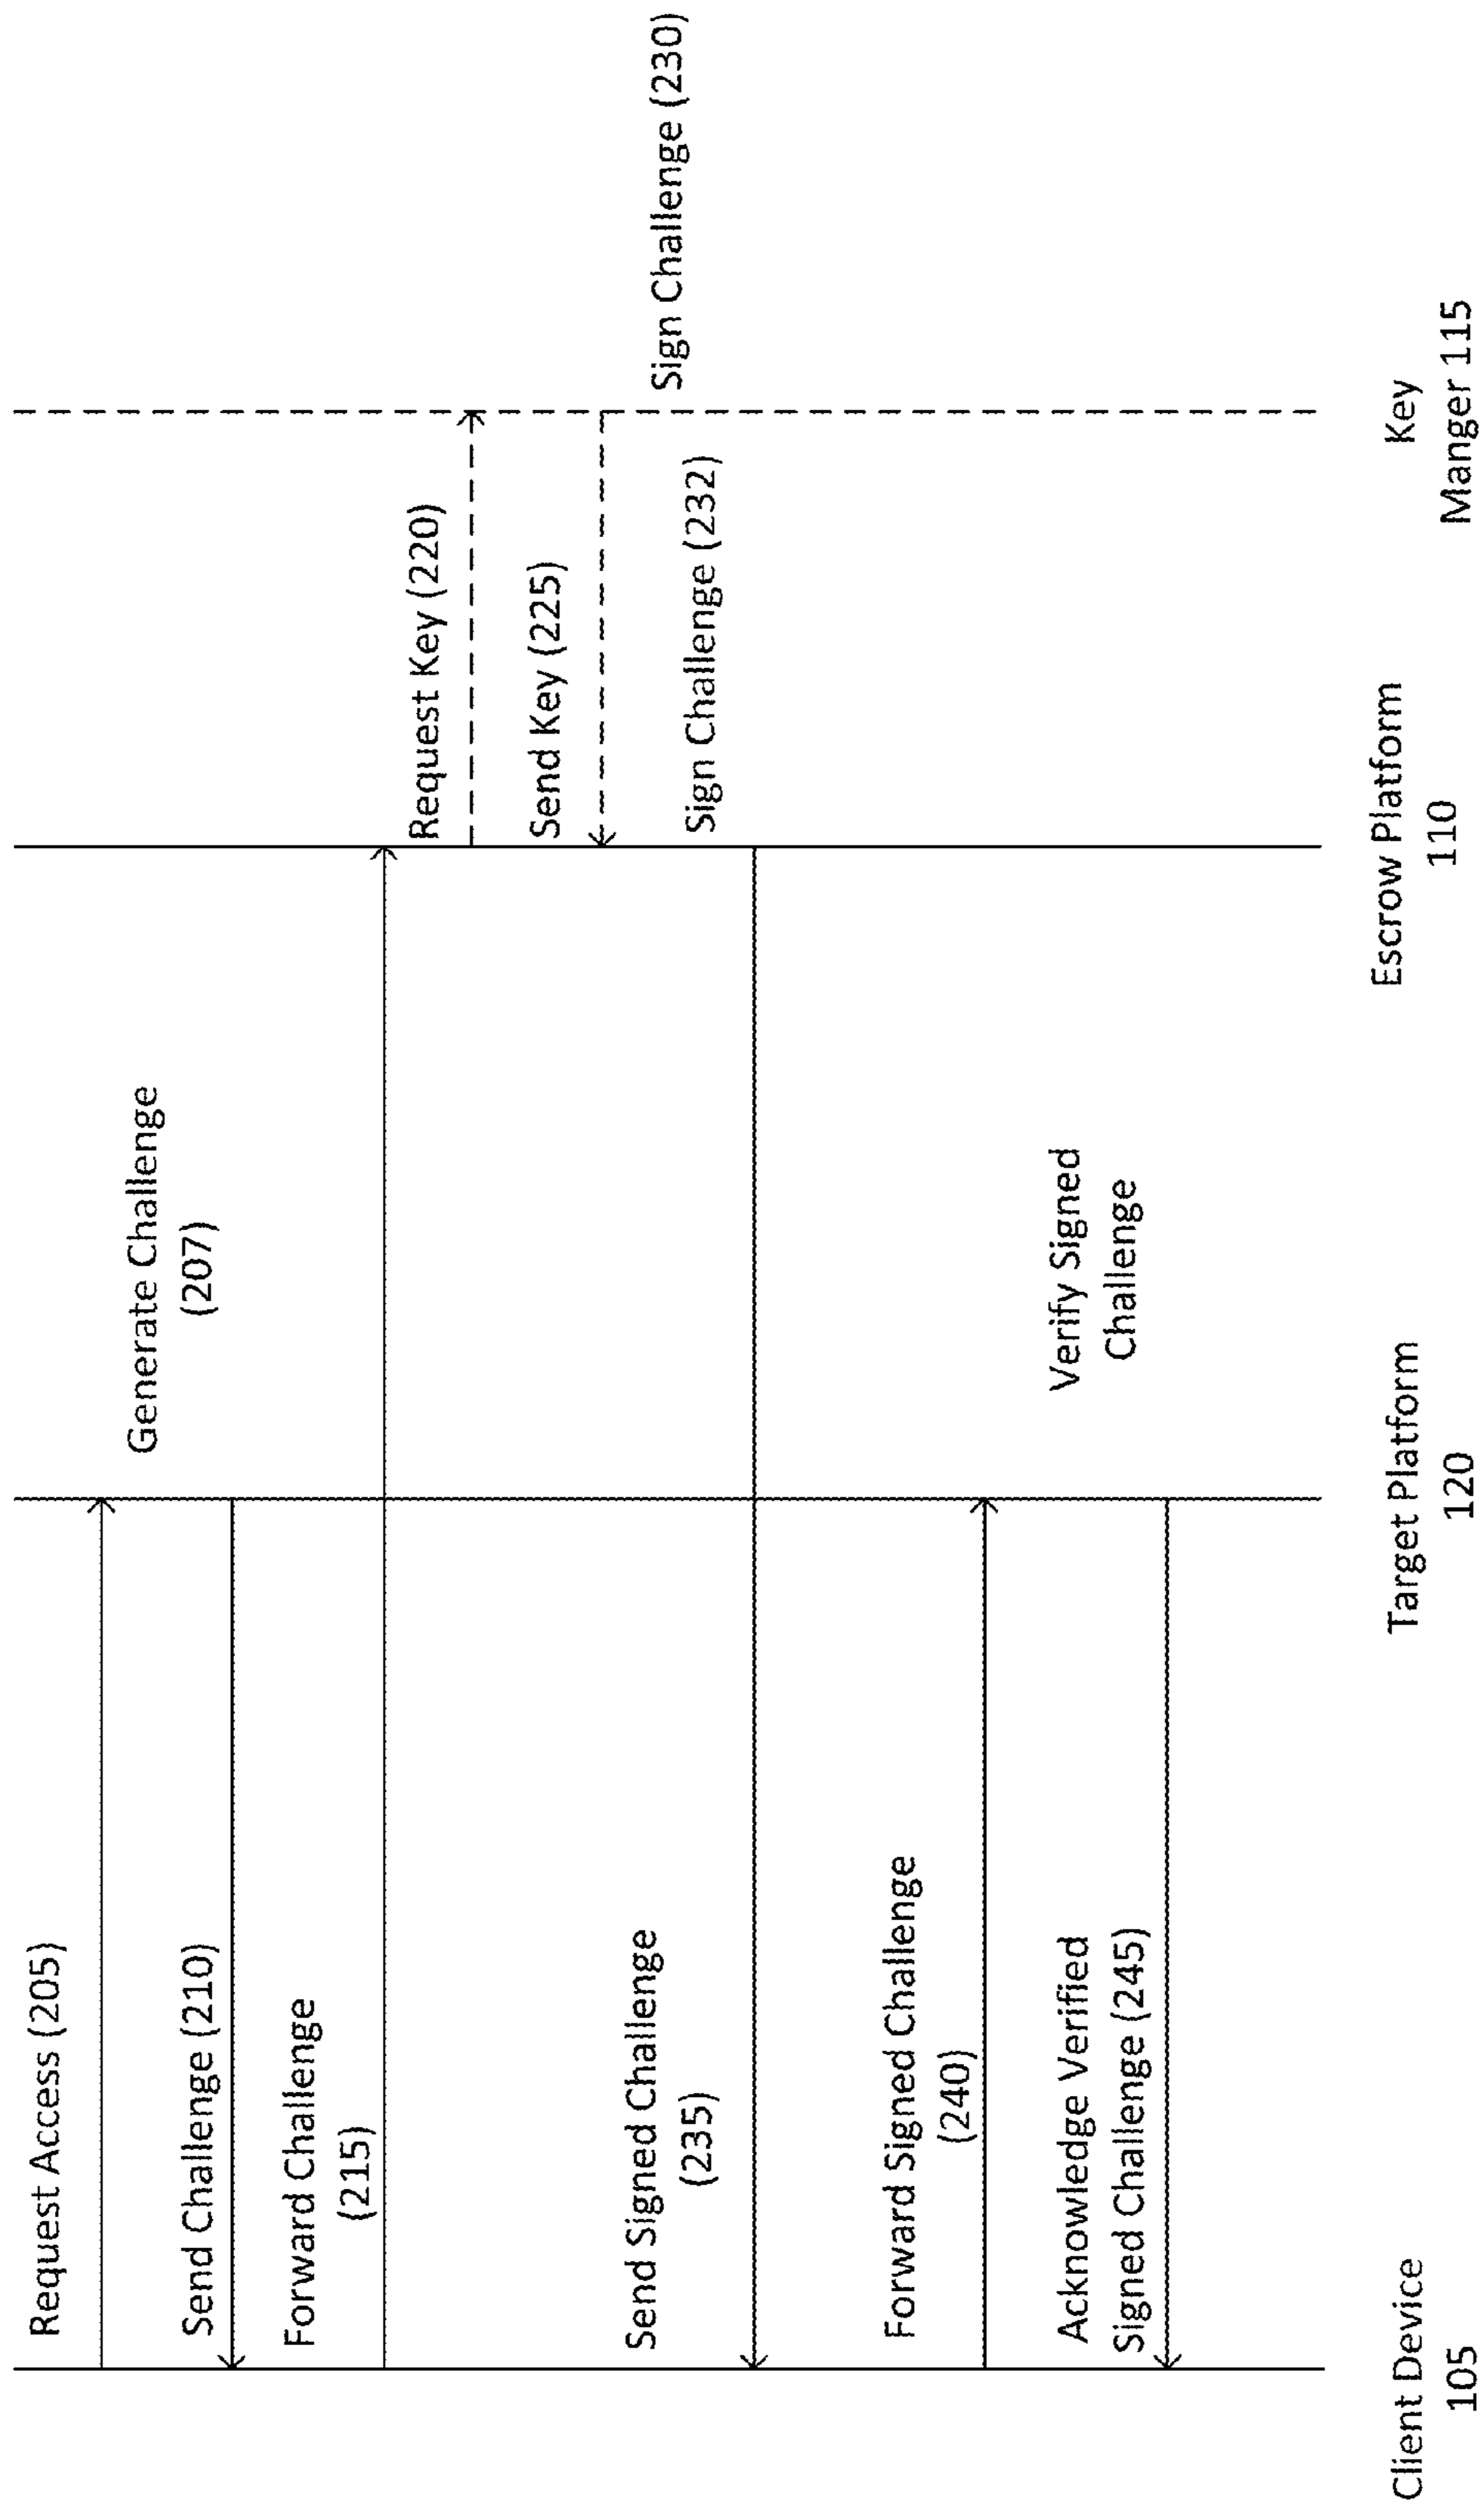 Request Access (205)
Generate Challenge
(207)
Send Challenge (210)
Forward Challenge
(215)
Request Key (220)
Send Key (225)
Sign Challenge (230)
Sign Challenge (232)
Send Signed Challenge
(235)
Forward Signed Challenge
(240)
Verify Signed
Challenge
Acknowledge Verified
Signed Challenge (245)
Client Device
105
Target Platform
120
Escrow Platform
110
Key
Manger 115